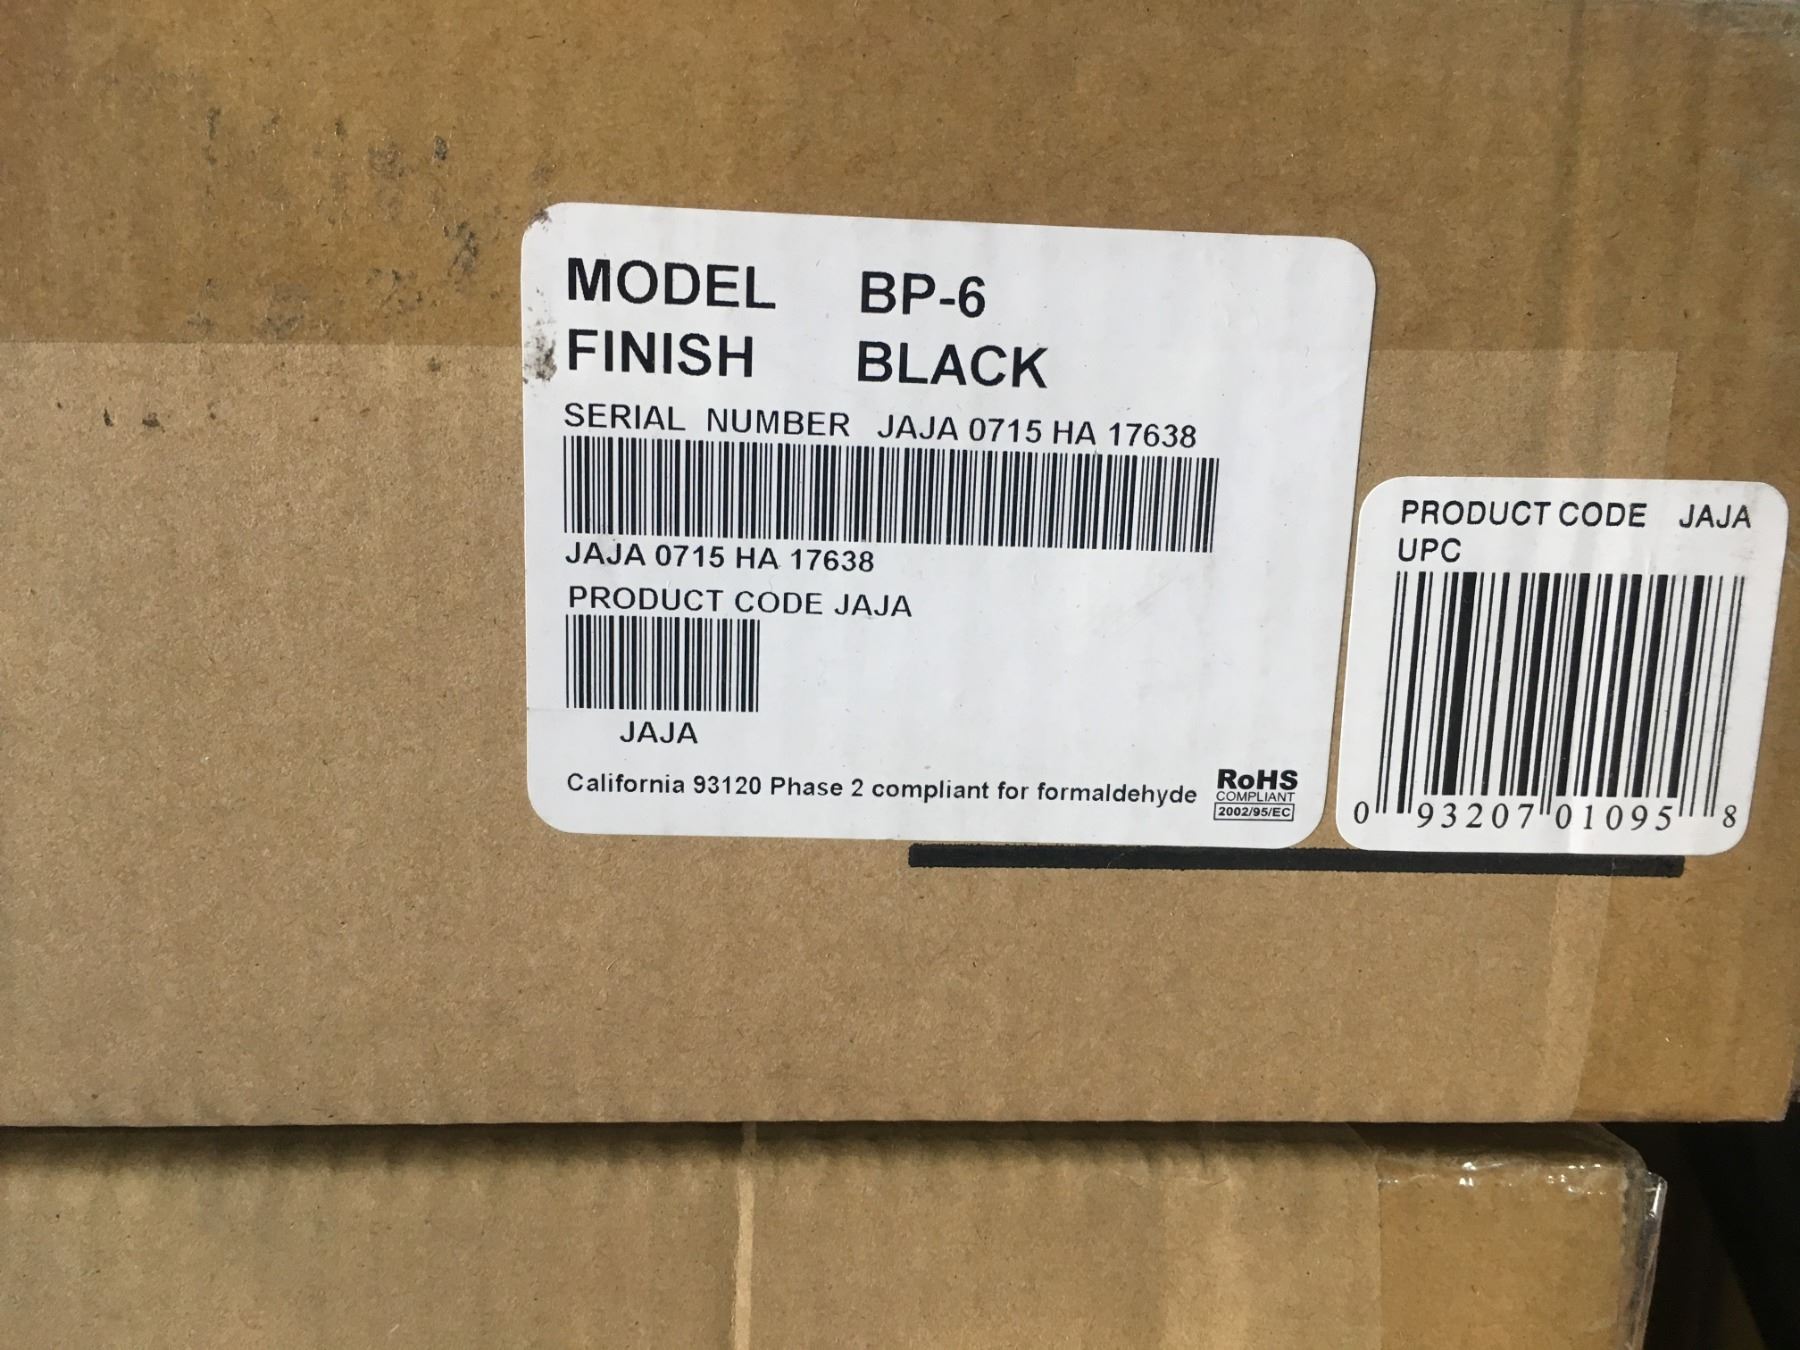 MODEL BP-6
FINISH BLACK
SERIAL NUMBER JAJA 0715 HA 17638
JAJA 0715 HA 17638
PRODUCT CODE JAJA
JAJA
California 93120 Phase 2 compliant for formaldehyde
RoHS
COMPLIANT
2002/95/EC
PRODUCT CODE JAJA
UPC
0 93207 01095 8